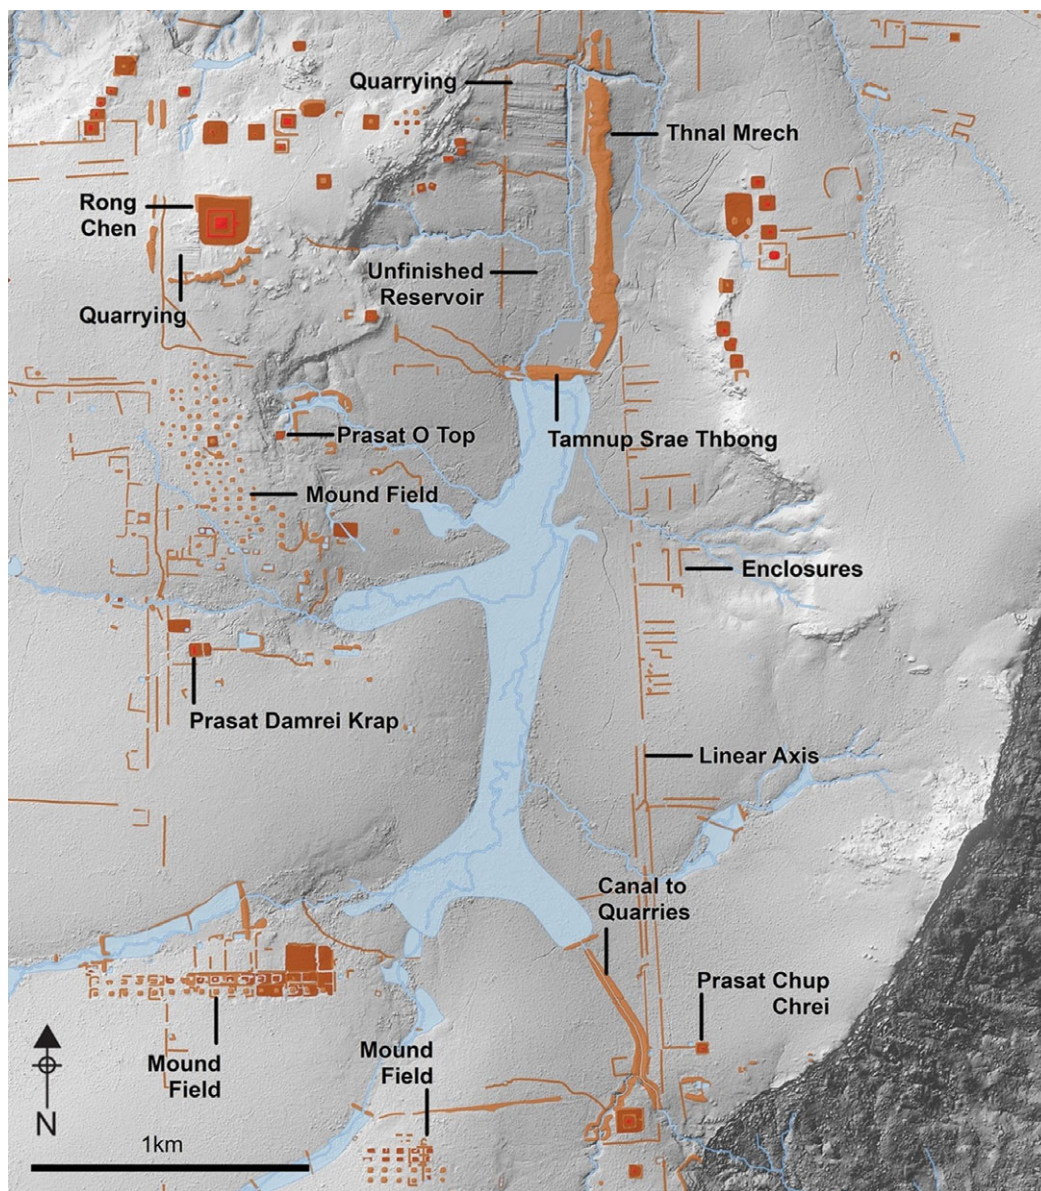 Quarrying
Thnal Mrech
Rong
Chen
Unfinished
Reservoir
Quarrying
Prasat O Top
Tamnup Srae Thbong
Mound Field
Enclosures
Prasat Damrei Krap
Linear Axis
Canal to
Quarries
Prasat Chup
Chrei
Mound
Field
Mound
Field
N
1km